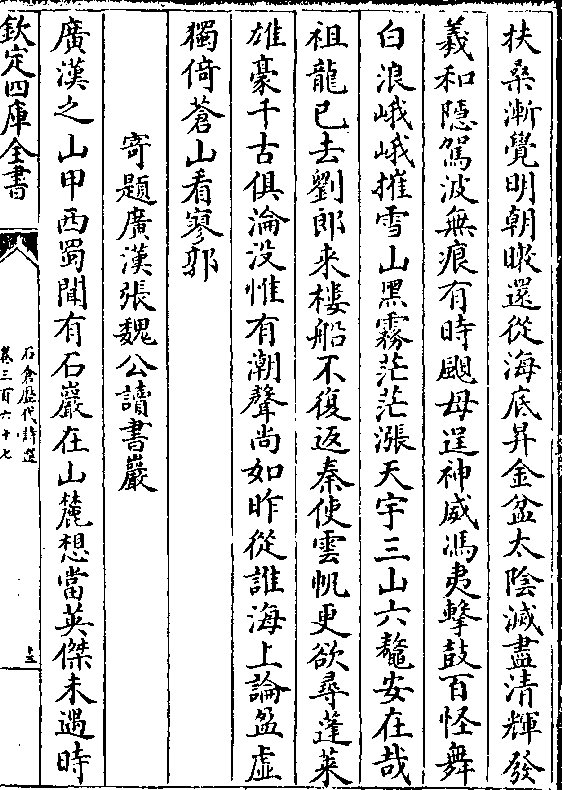 扶桑漸覺明朝暾還從海底昇金盆太陰滅盡清輝發
羲和隱駕波無痕有時颶母逞神威馮夷擊鼓百怪舞
白浪峨峨摧雪山黑霧茫茫漲天宇三山六鼇安在哉
祖龍已去劉郎来樓船不復返秦使雲帆更欲尋蓬莱
雄豪千古俱淪没惟有潮聲尚如昨從誰海上論盈虛
獨倚蒼山看寥郭
寄題廣漢張魏公讀書巖
廣漢之山甲西蜀聞有石巖在山麓想當英傑未遇時
欽定四庫全書
石倉歷代詩選
卷三百六十七
十三